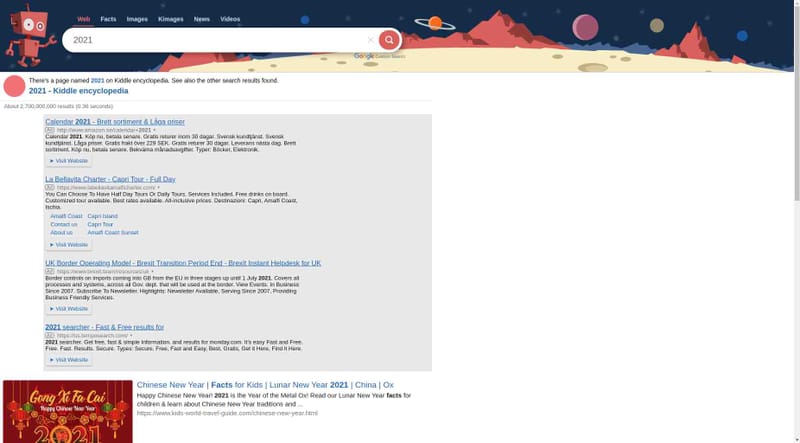 Web Facts Images Kimages News Videos
2021
Google Custom Search
There's a page named 2021 on Kiddle encyclopedia. See also the other search results found.
2021 - Kiddle encyclopedia
About 2,700,000,000 results (0.36 seconds)
Calendar 2021 - Brett sortiment & Låga priser
Ad http://www.amazon.se/calendar+2021
Calendar 2021. Köp nu, betala senare. Gratis returer inom 30 dagar. Svensk kundtjänst. Svensk
kundtjänst. Låga priser. Gratis frakt över 229 SEK. Gratis returer 30 dagar. Leverans nästa dag. Brett
sortiment. Köp nu, betala senare. Bekväma månadsavgifter. Typer: Böcker, Elektronik.
► Visit Website
La Bellavita Charter - Capri Tour - Full Day
Ad https://www.labellavitaamalficharter.com/
You Can Choose To Have Half Day Tours Or Daily Tours. Services Included. Free drinks on board.
Customized tour available. Best rates available. All-inclusive prices. Destinazioni: Capri, Amalfi Coast,
Ischia.
Amalfi Coast Capri Island
Contact us Capri Tour
About us Amalfi Coast Sunset
► Visit Website
UK Border Operating Model - Brexit Transition Period End - Brexit Instant Helpdesk for UK
Ad
Border controls on imports coming into GB from the EU in three stages up until 1 July 2021. Covers all
processes and systems, across all Gov. dept. that will be used at the border. View Events. In Business
Since 2007. Subscribe To Newsletter. Highlights: Newsletter Available, Serving Since 2007, Providing
Business Friendly Services.
► Visit Website
2021 searcher - Fast & Free results for
Ad
2021 searcher. Get free, fast & simple information, and results for monday.com. It's easy Fast and Free.
Free. Fast. Results. Secure. Types: Secure, Free, Fast and Easy, Best, Gratis, Get it Here, Find it Here.
► Visit Website
Gong Xi Fa Cai
Happy Chinese New Year
2021
Chinese New Year | Facts for Kids | Lunar New Year 2021 | China | Ox
Happy Chinese New Year! 2021 is the Year of the Metal Ox! Read our Lunar New Year facts for
children & learn about Chinese New Year traditions and ...
https://www.kids-world-travel-guide.com/chinese-new-year.html